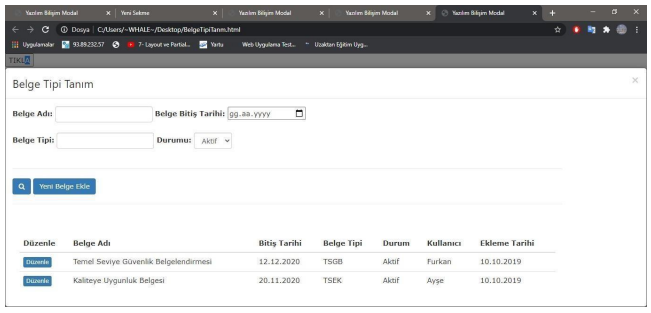 Yazılım Bilişim Modal
Yeni Sekme
Yazılım Bilişim Modal
Yazılım Bilişim Modal
Yazılım Bilişim Modal
Dosya | C:/Users/~WHALE~/Desktop/BelgeTipiTanım.html
Uygulamalar 93.89.232.57 7- Layout ve Partial... Yartu Web Uygulama Test... Uzaktan Eğitim Uyg...
TIKLA
Belge Tipi Tanım
Belge Adı: Belge Bitiş Tarihi: gg.aa.yyyy
Belge Tipi: Durumu: Aktif
Yeni Belge Ekle
Düzenle Belge Adı Bitiş Tarihi Belge Tipi Durum Kullanıcı Ekleme Tarihi
Düzenle Temel Seviye Güvenlik Belgelendirmesi 12.12.2020 TSGB Aktif Furkan 10.10.2019
Düzenle Kaliteye Uygunluk Belgesi 20.11.2020 TSEK Aktif Ayşe 10.10.2019